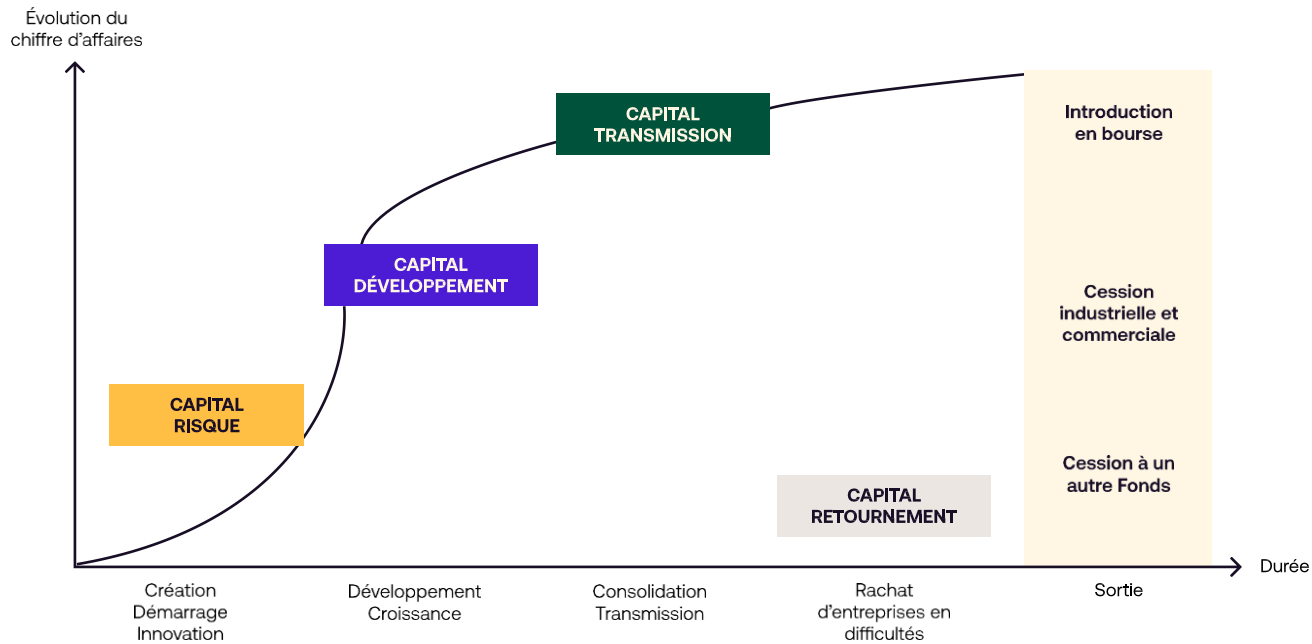 Évolution du
chiffre d’affaires
CAPITAL
TRANSMISSION
Introduction
en bourse
CAPITAL
DÉVELOPPEMENT
Cession
industrielle et
commerciale
CAPITAL
RISQUE
Cession à un
autre Fonds
CAPITAL
RETOURNEMENT
Durée
Création
Démarrage
Innovation
Développement
Croissance
Consolidation
Transmission
Rachat
d’entreprises en
difficultés
Sortie